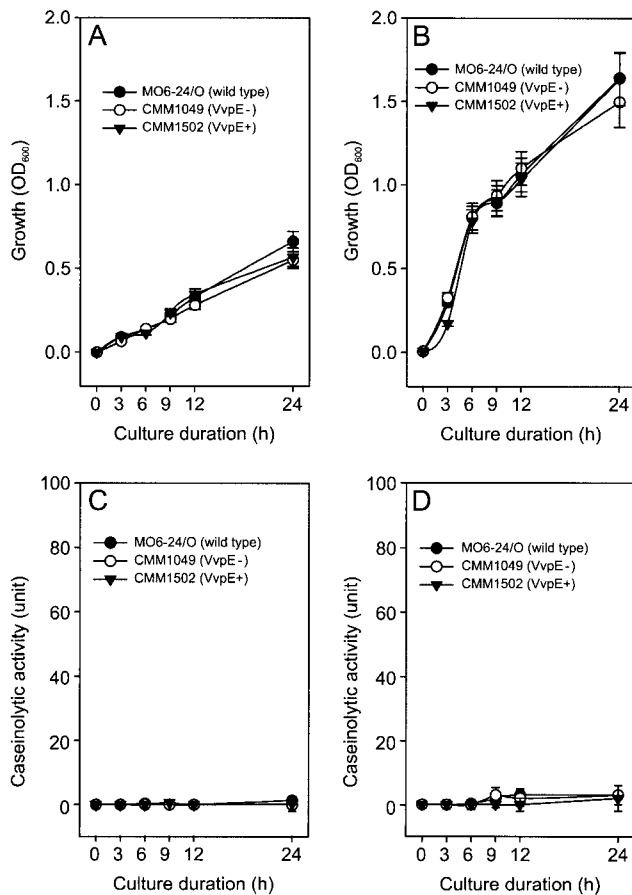 A
2.0
1.5
1.0
0.5
0.0
Growth (OD600)
MO6-24/O (wild type)
CMM1049 (VvpE-)
CMM1502 (VvpE+)
0 3 6 9 12 24
Culture duration (h)
B
2.0
1.5
1.0
0.5
0.0
Growth (OD600)
MO6-24/O (wild type)
CMM1049 (VvpE-)
CMM1502 (VvpE+)
0 3 6 9 12 24
Culture duration (h)
C
100
80
60
40
20
0
Caseinolytic activity (unit)
MO6-24/O (wild type)
CMM1049 (VvpE-)
CMM1502 (VvpE+)
0 3 6 9 12 24
Culture duration (h)
D
100
80
60
40
20
0
Caseinolytic activity (unit)
MO6-24/O (wild type)
CMM1049 (VvpE-)
CMM1502 (VvpE+)
0 3 6 9 12 24
Culture duration (h)